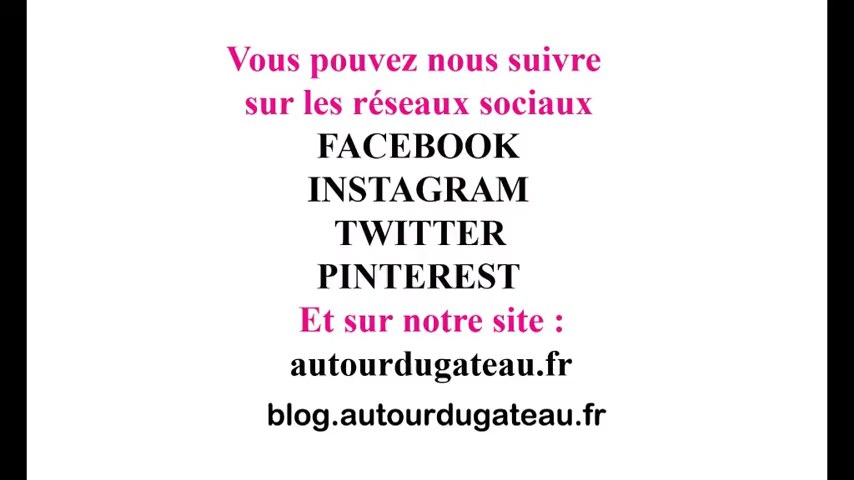 Vous pouvez nous suivre
sur les réseaux sociaux
FACEBOOK
INSTAGRAM
TWITTER
PINTEREST
Et sur notre site :
autourdugateau.fr
blog.autourdugateau.fr